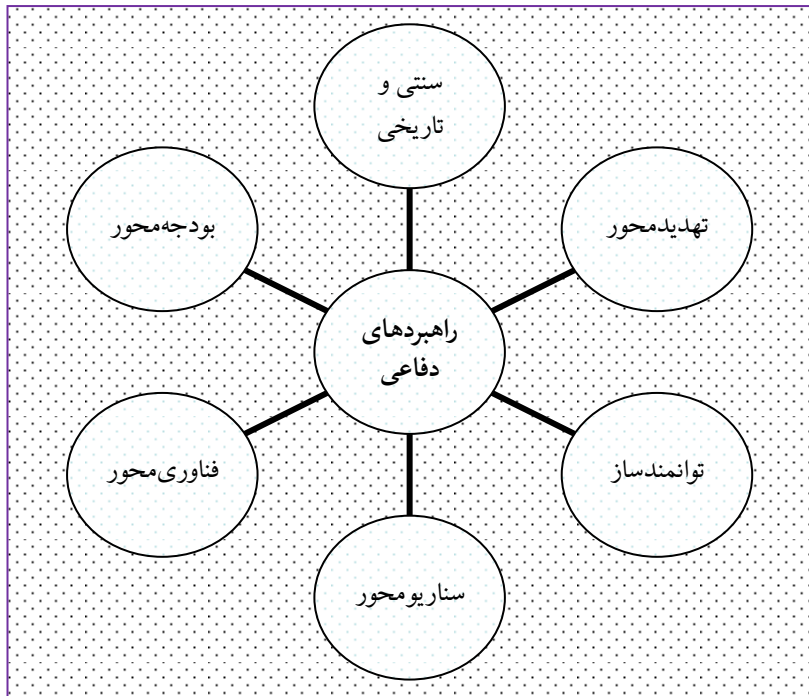 سنتی و
تاریخی
تهدیدمحور
بودجه‌محور
راهبردهای
دفاعی
توانمندساز
فناوری‌محور
سناریومحور